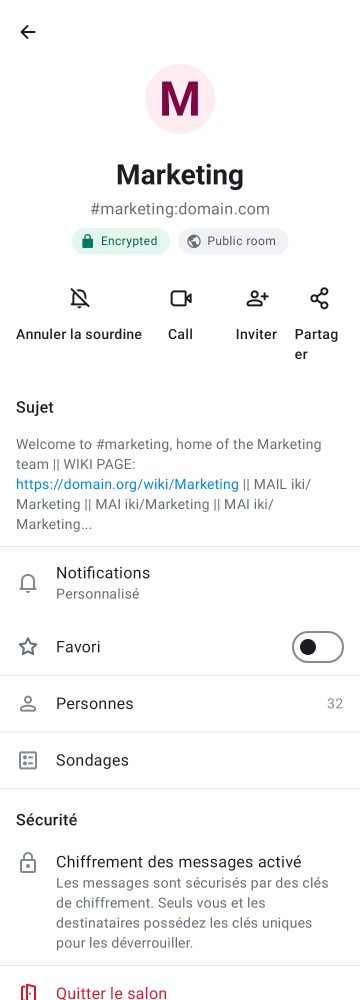 M
Marketing
#marketing:domain.com
Encrypted
Public room
Annuler la sourdine
Call
Inviter
Partag
er
Sujet
Welcome to #marketing, home of the Marketing
team || WIKI PAGE:
https://domain.org/wiki/Marketing || MAIL iki/
Marketing || MAI iki/Marketing || MAI iki/
Marketing...
Notifications
Personnalisé
Favori
Personnes
32
Sondages
Sécurité
Chiffrement des messages activé
Les messages sont sécurisés par des clés
de chiffrement. Seuls vous et les
destinataires possédez les clés uniques
pour les déverrouiller.
Quitter le salon